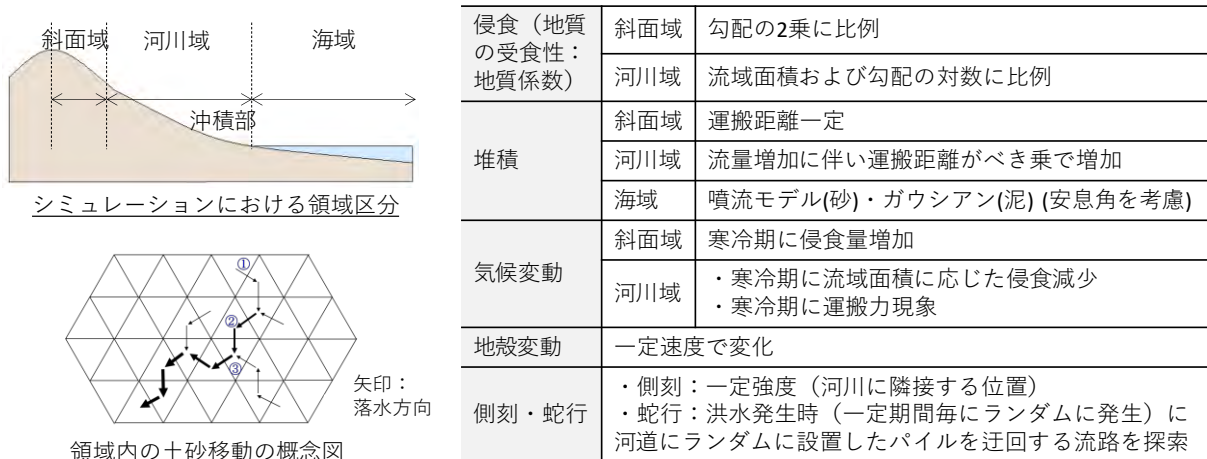 斜面域 河川域 海域
沖積部
シミュレーションにおける領域区分
①
②
③
矢印：
落水方向
領域内の土砂移動の概念図
侵食（地質
の受食性：
地質係数）
斜面域 勾配の2乗に比例
河川域 流域面積および勾配の対数に比例
堆積
斜面域 運搬距離一定
河川域 流量増加に伴い運搬距離がべき乗で増加
海域 噴流モデル(砂)・ガウシアン(泥) (安息角を考慮)
気候変動
斜面域 寒冷期に侵食量増加
河川域
・寒冷期に流域面積に応じた侵食減少
・寒冷期に運搬力現象
地殻変動 一定速度で変化
側刻・蛇行
・側刻：一定強度（河川に隣接する位置）
・蛇行：洪水発生時（一定期間毎にランダムに発生）に
河道にランダムに設置したパイルを迂回する流路を探索